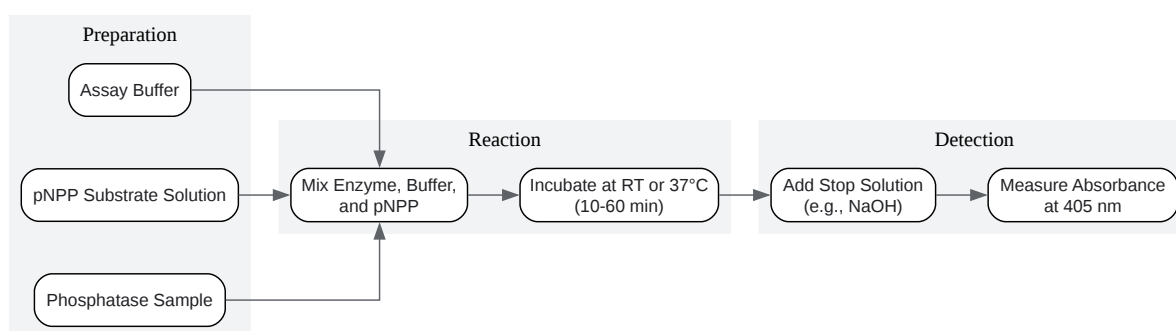 Preparation
Assay Buffer
pNPP Substrate Solution
Phosphatase Sample
Reaction
Mix Enzyme, Buffer,
and pNPP
Incubate at RT or 37°C
(10-60 min)
Detection
Add Stop Solution
(e.g., NaOH)
Measure Absorbance
at 405 nm